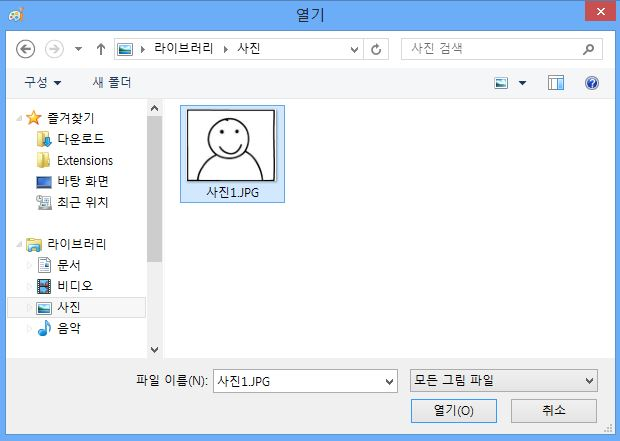 열기
라이브러리 사진
사진 검색
구성 새 폴더
즐겨찾기
다운로드
Extensions
바탕 화면
최근 위치
라이브러리
문서
비디오
사진
음악
사진1.JPG
파일 이름(N): 사진1.JPG 모든 그림 파일
열기(O) 취소